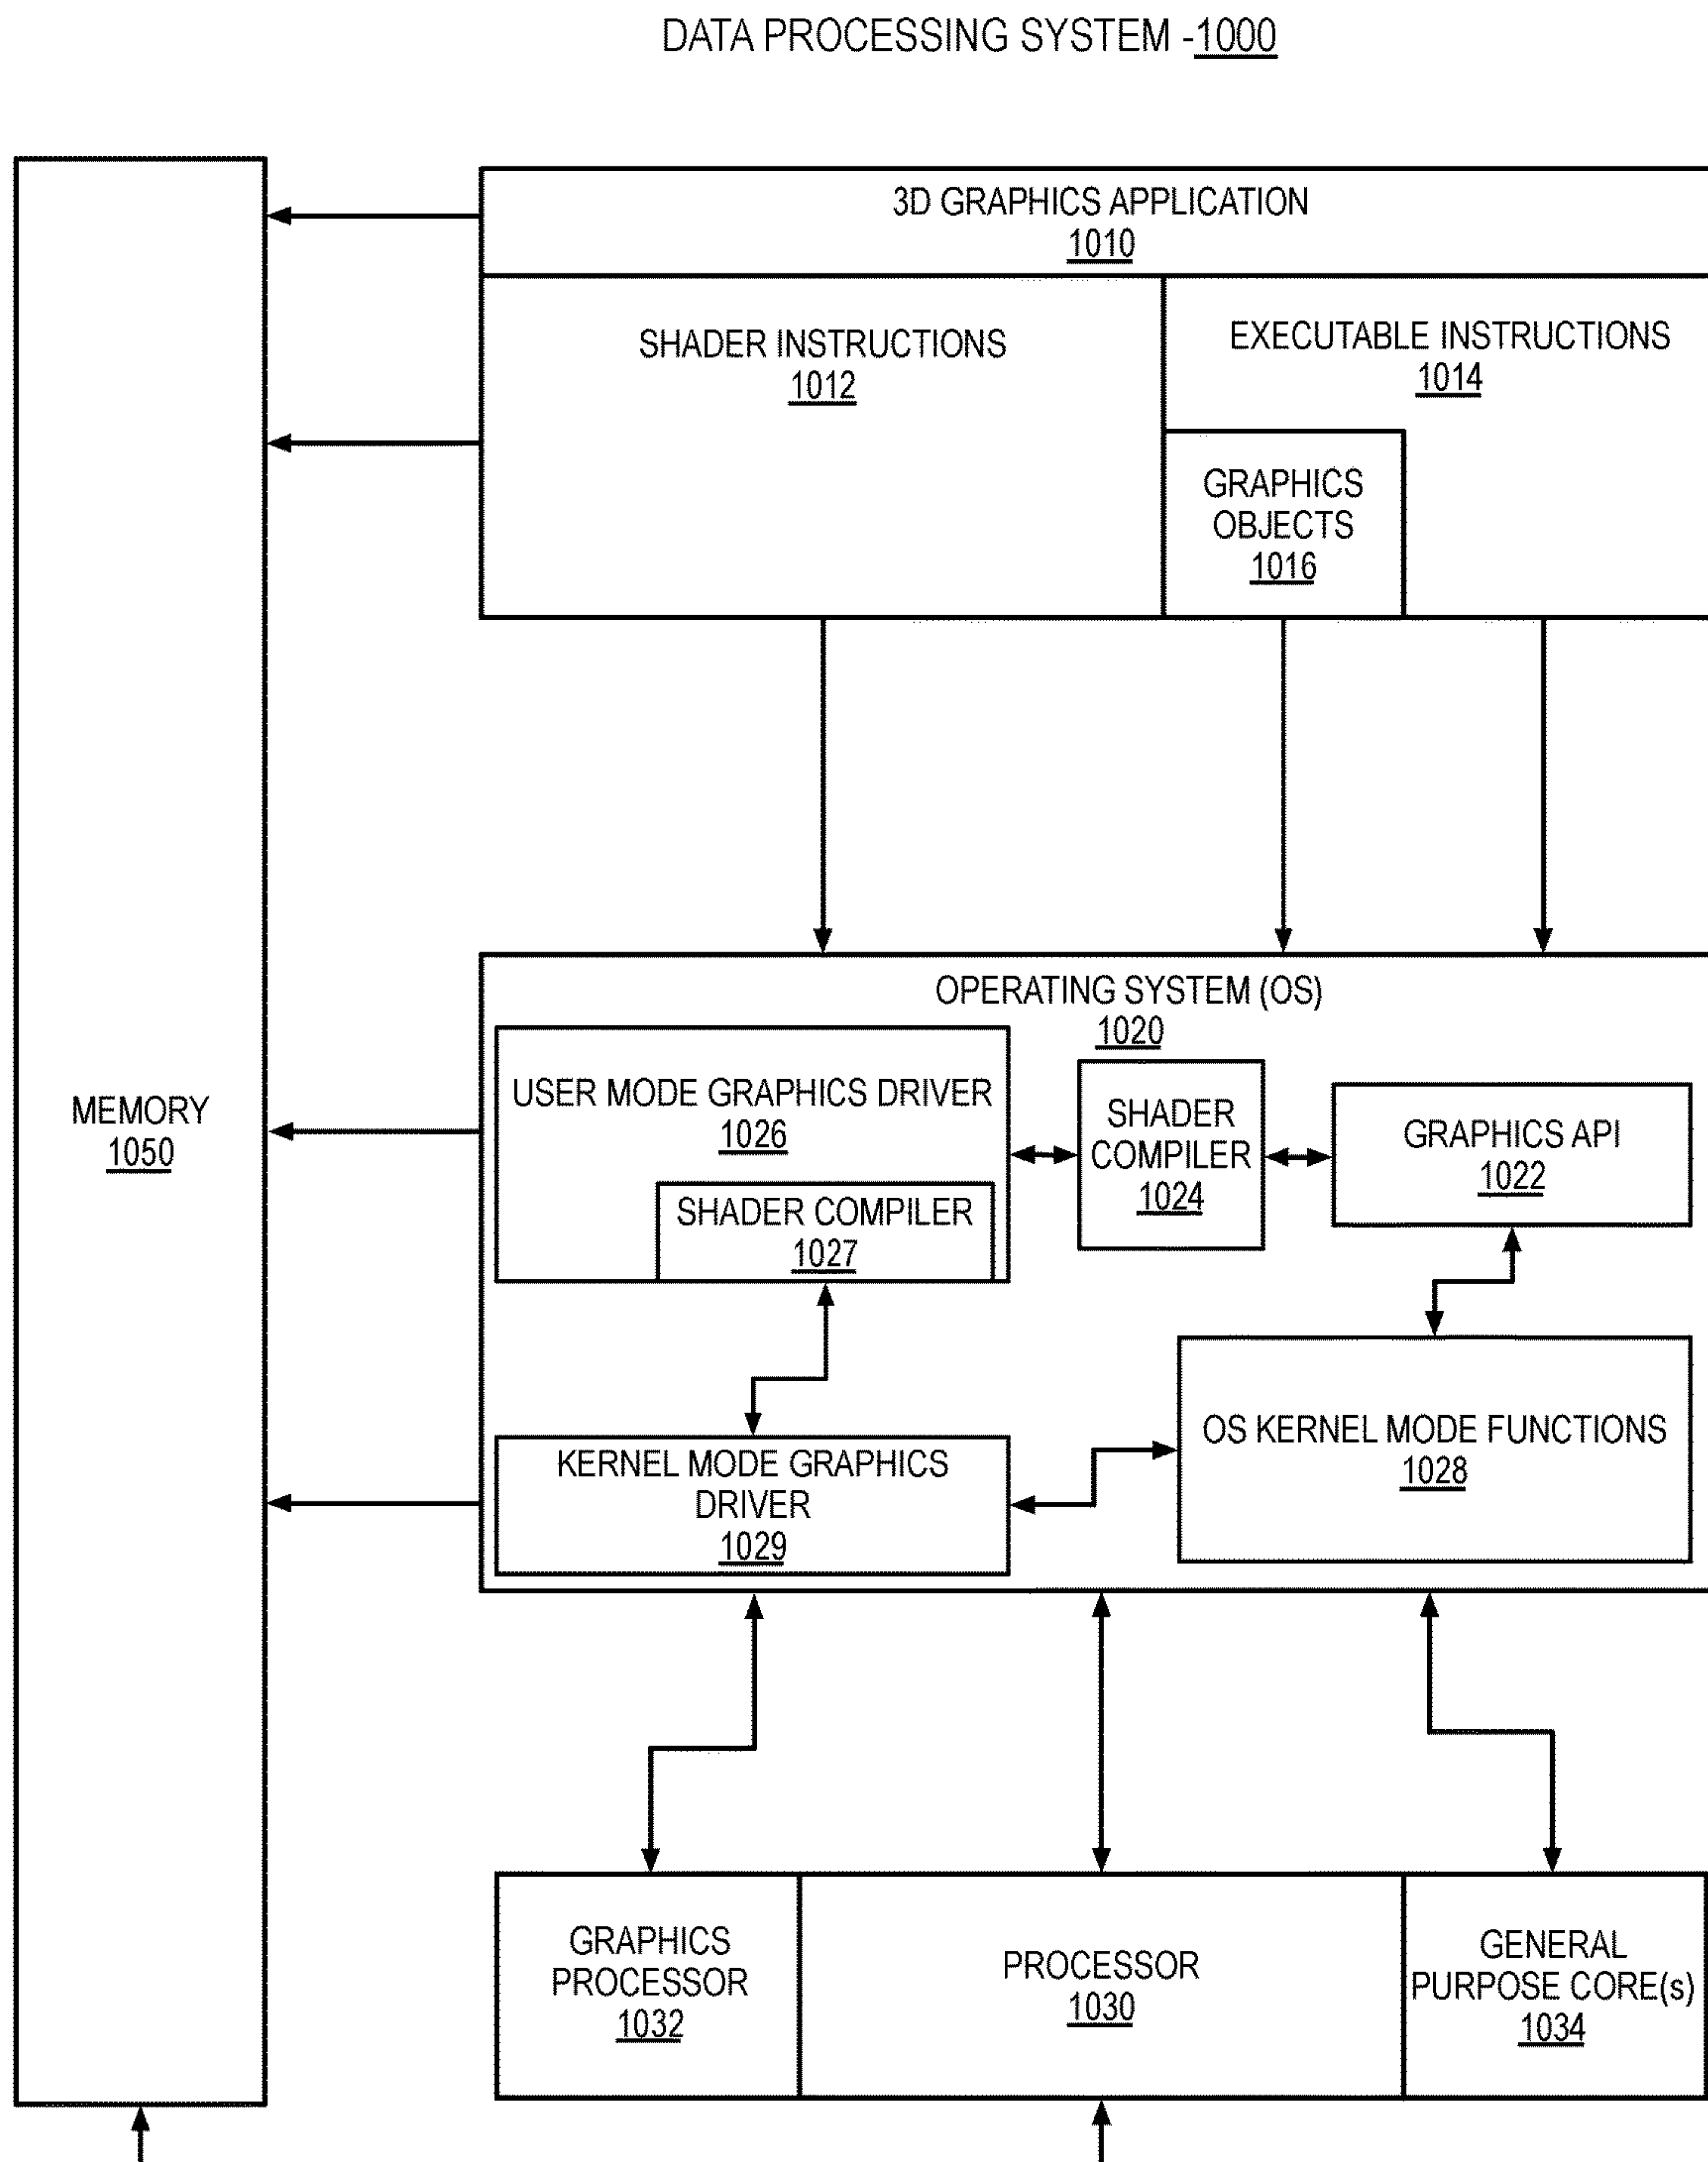 DATA PROCESSING SYSTEM -1000
3D GRAPHICS APPLICATION
1010
SHADER INSTRUCTIONS
1012
EXECUTABLE INSTRUCTIONS
1014
GRAPHICS
OBJECTS
1016
OPERATING SYSTEM (OS)
1020
USER MODE GRAPHICS DRIVER
1026
SHADER COMPILER
1027
SHADER
COMPILER
1024
GRAPHICS API
1022
MEMORY
1050
KERNEL MODE GRAPHICS
DRIVER
1029
OS KERNEL MODE FUNCTIONS
1028
GRAPHICS
PROCESSOR
1032
PROCESSOR
1030
GENERAL
PURPOSE CORE(s)
1034